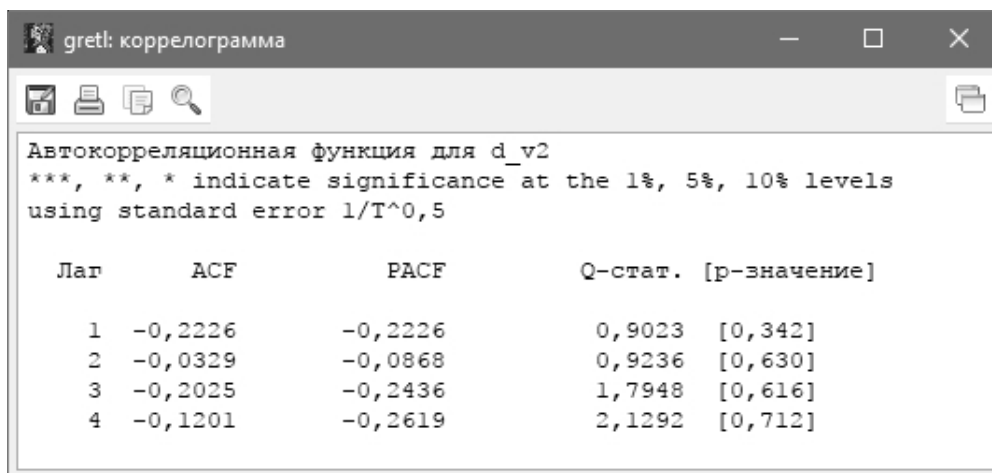 gretl: коррелограмма
Автокорреляционная функция для d_v2
***, **, * indicate significance at the 1%, 5%, 10% levels
using standard error 1/T^0,5
Лаг ACF PACF Q-стат. [p-значение]
1 -0,2226 -0,2226 0,9023 [0,342]
2 -0,0329 -0,0868 0,9236 [0,630]
3 -0,2025 -0,2436 1,7948 [0,616]
4 -0,1201 -0,2619 2,1292 [0,712]